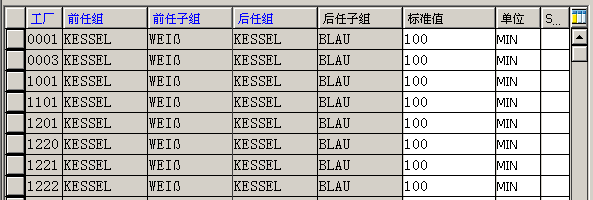 工厂 前任组 前任子组 后任组 后任子组 标准值 单位 S...
0001 KESSEL WEIß KESSEL BLAU 100 MIN
0003 KESSEL WEIß KESSEL BLAU 100 MIN
1001 KESSEL WEIß KESSEL BLAU 100 MIN
1101 KESSEL WEIß KESSEL BLAU 100 MIN
1201 KESSEL WEIß KESSEL BLAU 100 MIN
1220 KESSEL WEIß KESSEL BLAU 100 MIN
1221 KESSEL WEIß KESSEL BLAU 100 MIN
1222 KESSEL WEIß KESSEL BLAU 100 MIN